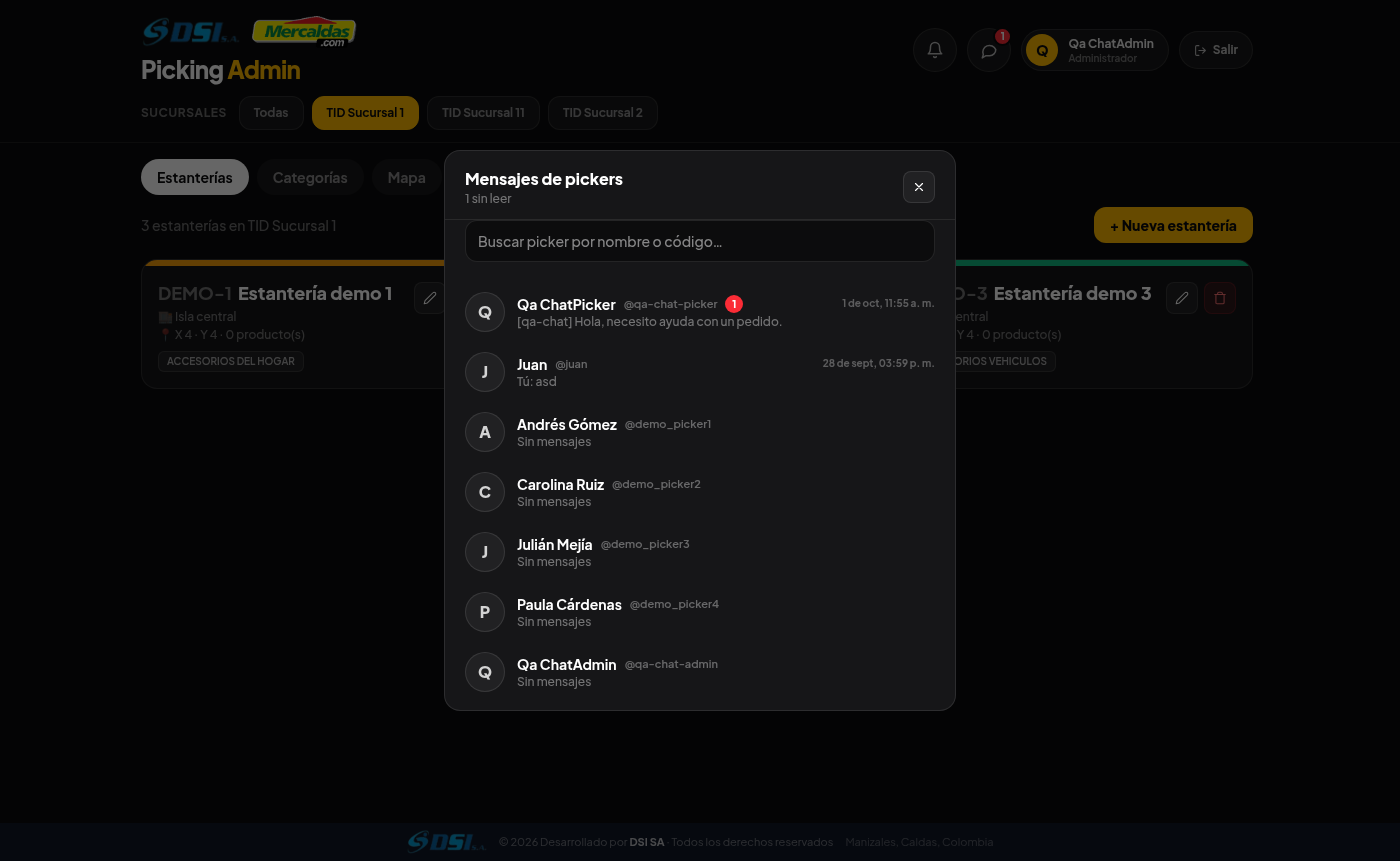 DSI S.A.
Mercaldas
.com
Picking Admin
1
Q
Qa ChatAdmin
Administrador
Salir
SUCURSALES
Todas
TID Sucursal 1
TID Sucursal 11
TID Sucursal 2
Estanterías
Categorías
Mapa
3 estanterías en TID Sucursal 1
+ Nueva estantería
DEMO-1 Estantería demo 1
Isla central
X 4 · Y 4 · 0 producto(s)
ACCESORIOS DEL HOGAR
O-3 Estantería demo 3
entral
Y 4 · 0 producto(s)
ORIOS VEHICULOS
Mensajes de pickers
1 sin leer
Buscar picker por nombre o código…
Q
Qa ChatPicker @qa-chat-picker 1
1 de oct, 11:55 a. m.
[qa-chat] Hola, necesito ayuda con un pedido.
J
Juan @juan
28 de sept, 03:59 p. m.
Tú: asd
A
Andrés Gómez @demo_picker1
Sin mensajes
C
Carolina Ruiz @demo_picker2
Sin mensajes
J
Julián Mejía @demo_picker3
Sin mensajes
P
Paula Cárdenas @demo_picker4
Sin mensajes
Q
Qa ChatAdmin @qa-chat-admin
Sin mensajes
DSI S.A.
© 2026 Desarrollado por DSI SA · Todos los derechos reservados
Manizales, Caldas, Colombia